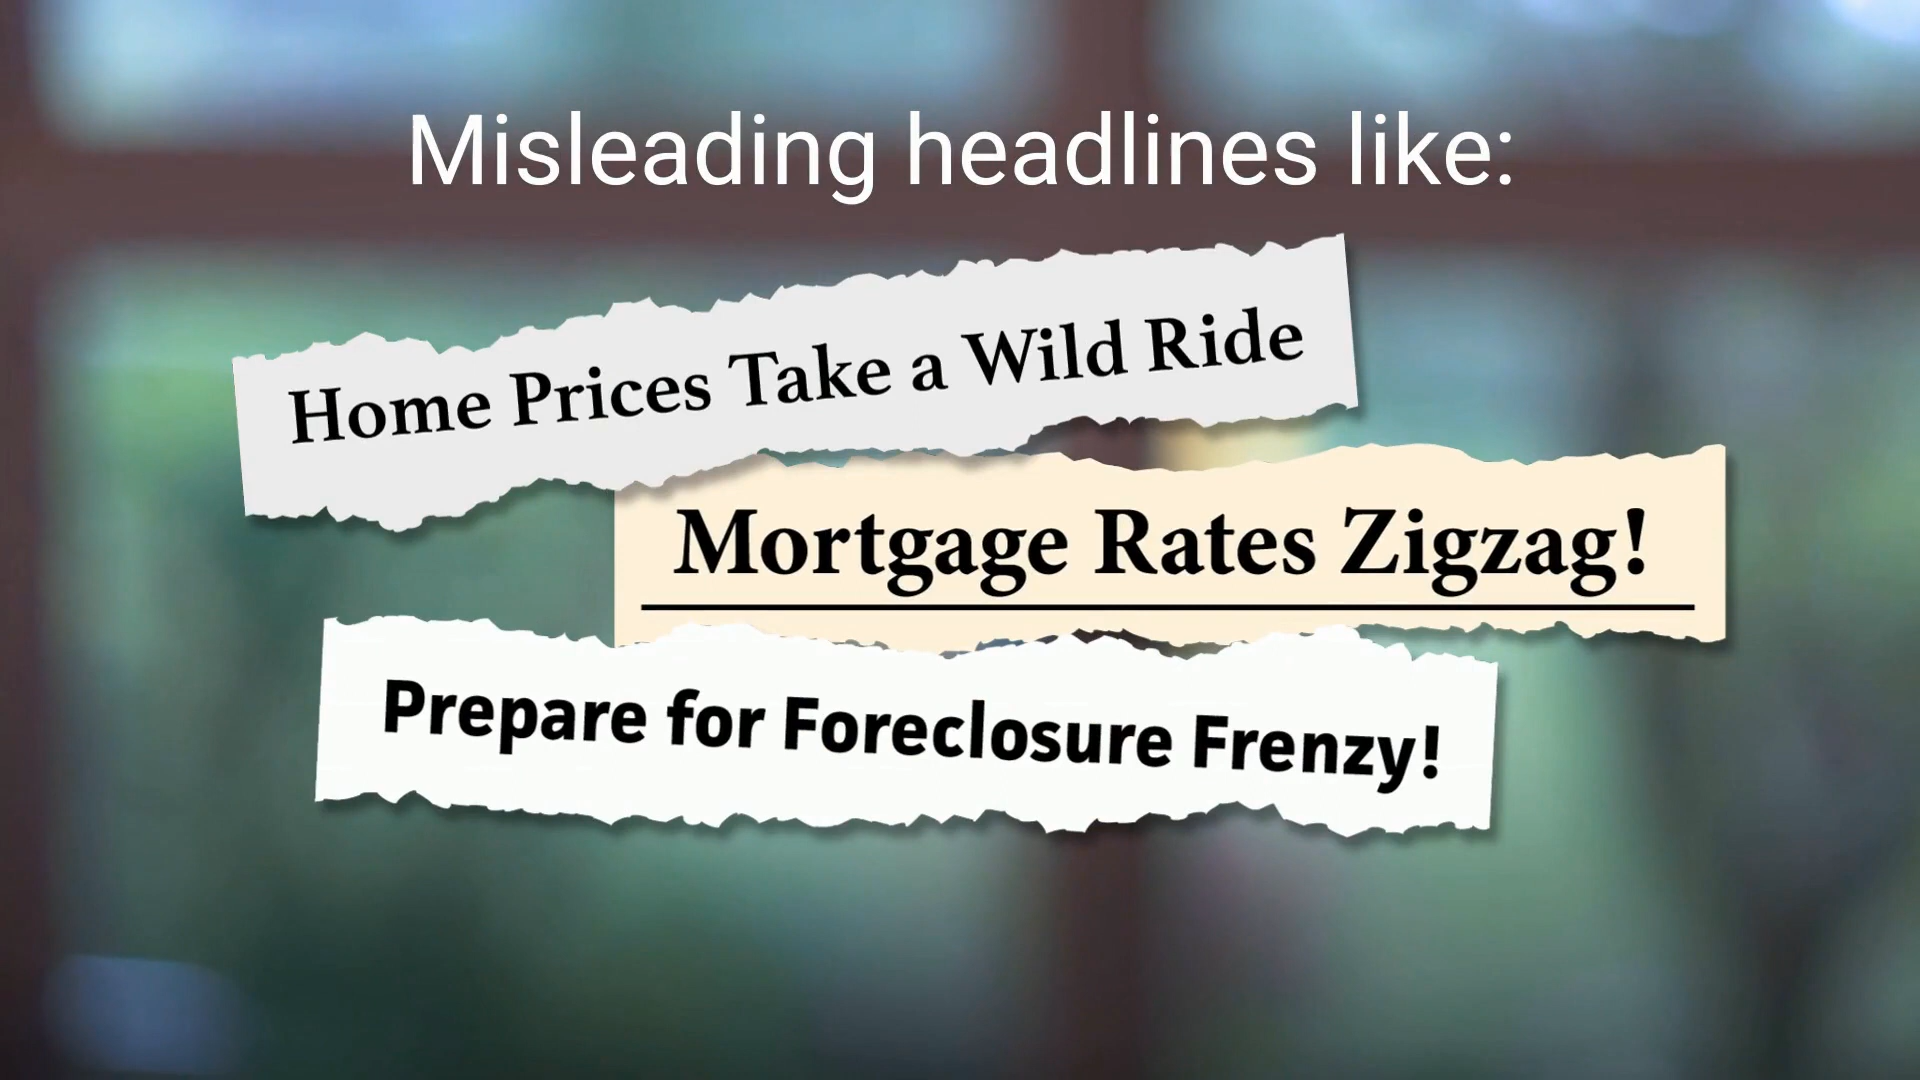 Misleading headlines like:
Home Prices Take a Wild Ride
Mortgage Rates Zigzag!
Prepare for Foreclosure Frenzy!